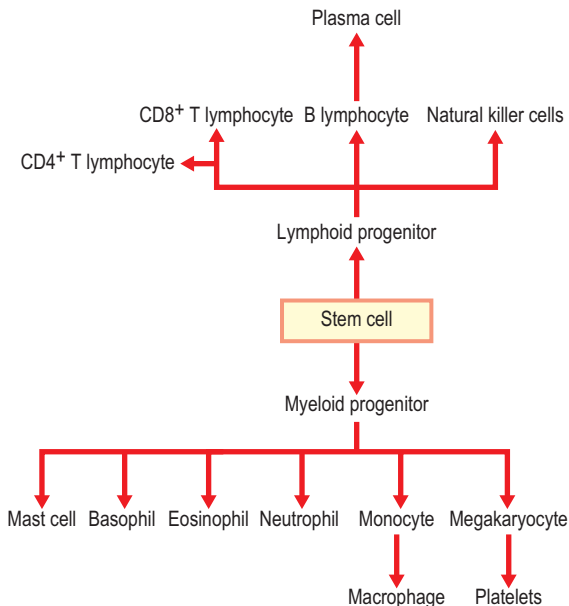 Plasma cell
CD8+ T lymphocyte B lymphocyte Natural killer cells
CD4+ T lymphocyte
Lymphoid progenitor
Stem cell
Myeloid progenitor
Mast cell Basophil Eosinophil Neutrophil Monocyte Megakaryocyte
Macrophage Platelets